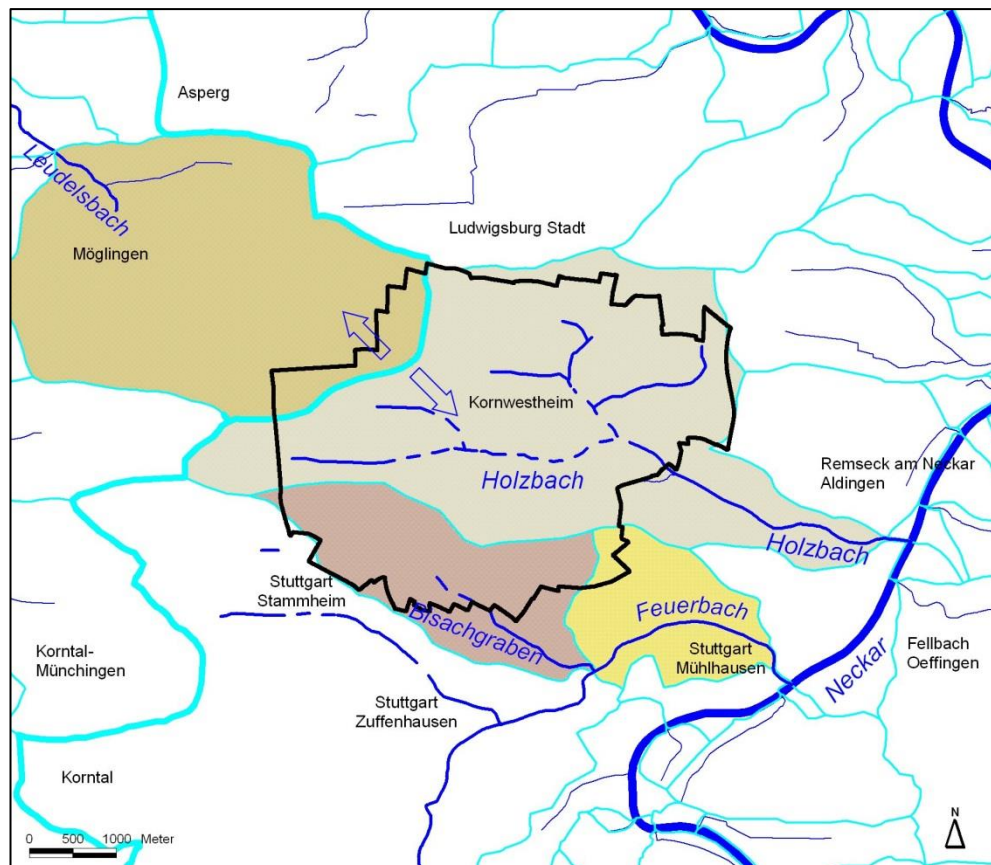 Asperg
Leudelsbach
Möglingen
Ludwigsburg Stadt
Kornwestheim
Holzbach
Remseck am Neckar
Aldingen
Holzbach
Stuttgart
Stammheim
Bisachgraben
Feuerbach
Stuttgart
Mühlhausen
Neckar
Fellbach
Oeffingen
Korntal-
Münchingen
Stuttgart
Zuffenhausen
Korntal
0 500 1000 Meter
N